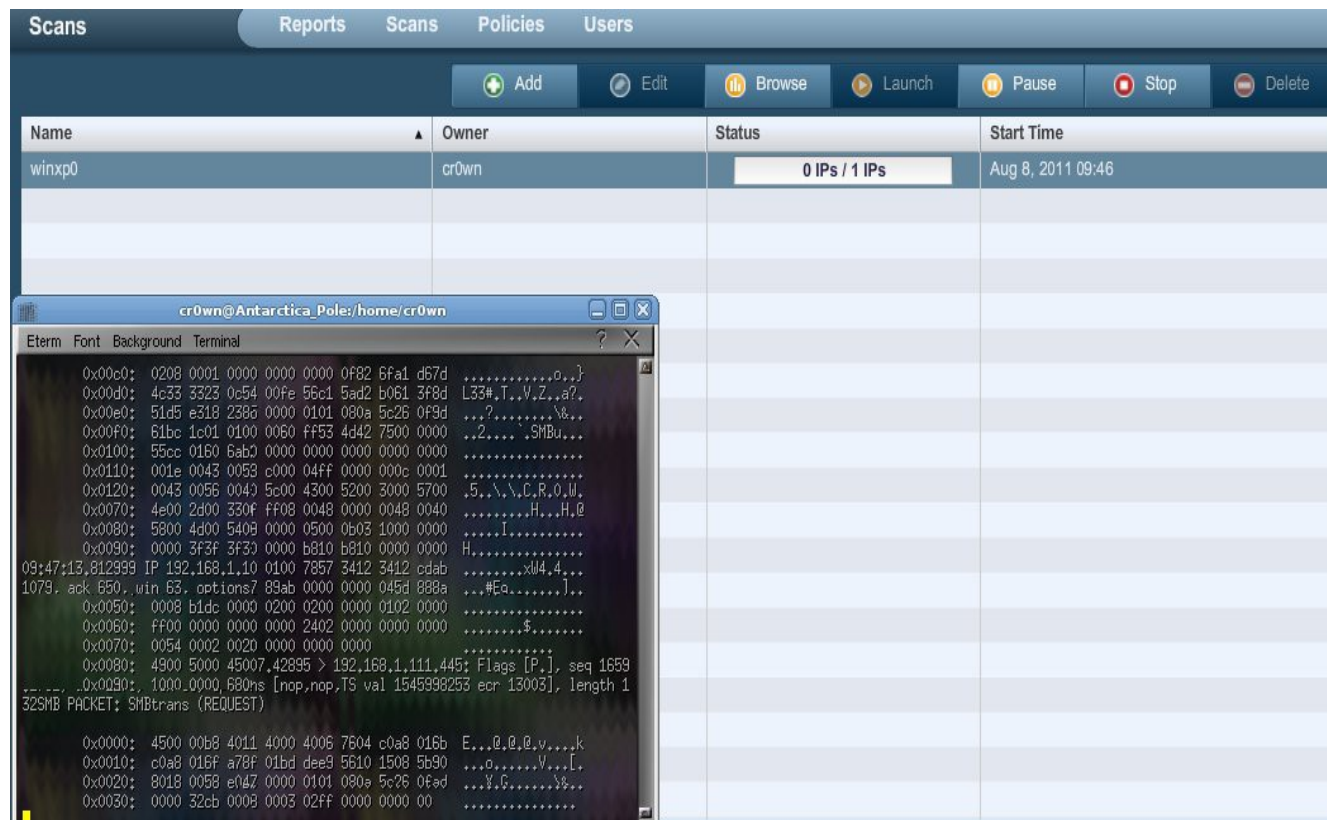 Scans Reports Scans Policies Users
Add Edit Browse Launch Pause Stop Delete
Name Owner Status Start Time
winxp0 cr0wn 0 IPs / 1 IPs Aug 8, 2011 09:46
cr0wn@Antarctica_Pole:/home/cr0wn
Eterm Font Background Terminal ? X
0x00c0: 0208 0001 0000 0000 0000 0f82 6fa1 d67d ............o..}
0x00d0: 4c33 3323 0c54 00fe 56c1 5ad2 b061 3f8d L33#.T..V.Z..a?.
0x00e0: 51d5 e318 0000 0101 080a 5c26 0f9d ...?........\&..
0x00f0: 61bc 1c01 0100 0060 ff53 4d42 7500 0000 ..2....`.SMBu...
0x0100: 55cc 0160 0000 0000 0000 0000 0000 ................
0x0110: 001e 0043 c000 04ff 0000 000c 0001 ................
0x0120: 0043 0056 5c00 4300 5200 3000 5700 .5..\.\.C.R.0.W.
0x0070: 4e00 2d00 330f ff08 0048 0000 0048 0040 .........H...H.@
0x0080: 5800 4d00 0000 0500 0b03 1000 0000 .....I..........
0x0090: 0000 3f3f 0000 b810 b810 0000 0000 H...............
09:47:13.812999 IP 192.168.1.10 0100 7857 3412 3412 cdab ........xW4.4...
1079, ack 650, win 63, options7 89ab 0000 0000 045d 888a ...#Eg.......]..
0x0050: 0008 b1dc 0000 0200 0200 0000 0102 0000 ................
0x0060: ff00 0000 0000 0000 2402 0000 0000 0000 ........$.......
0x0070: 0054 0002 0020 0000 0000 0000 .............
0x0080: 4900 5000 45007.42895 > 192.168.1.111.445: Flags [P.], seq 1659
0x0090: 1000 0000 680ns [nop,nop,TS val 1545998253 ecr 13003], length 1
32SMB PACKET: SMBtrans (REQUEST)
0x0000: 4500 00b8 4011 4000 4006 7604 c0a8 016b E...@.@.@.v....k
0x0010: c0a8 016f a78f 01bd dee9 5610 1508 5b90 ...o......V...[.
0x0020: 8018 0058 e047 0000 0101 080a 5c26 0fad ...X.G......\&..
0x0030: 0000 32cb 0008 0003 02ff 0000 0000 00 ...............